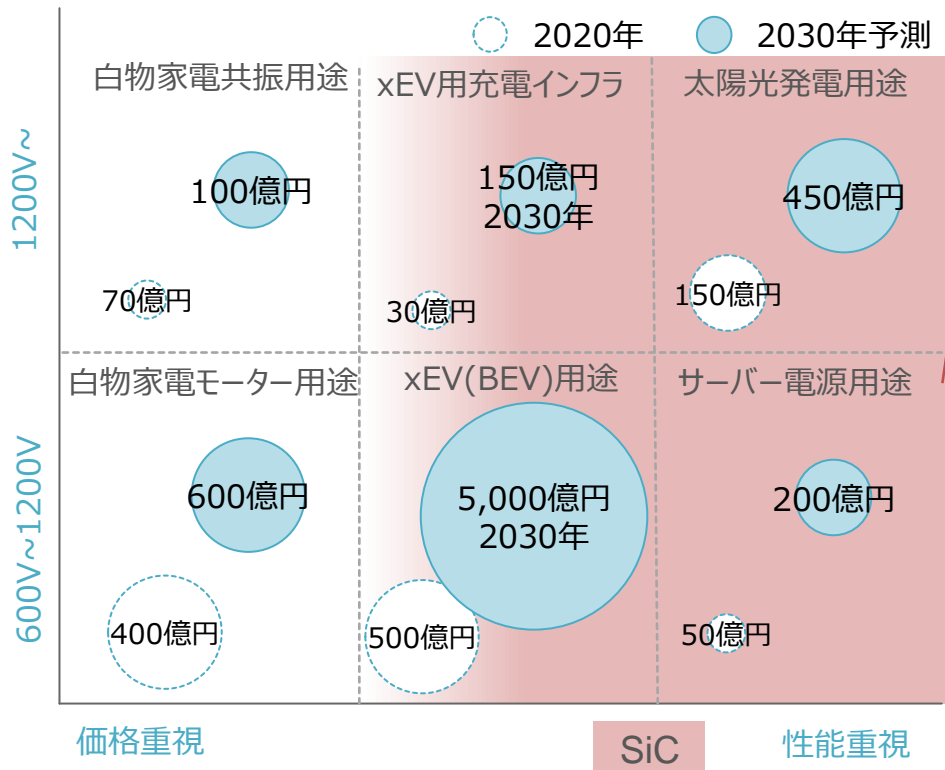 2020年
2030年予測
白物家電共振用途
xEV用充電インフラ
太陽光発電用途
1200V~
100億円
150億円
2030年
450億円
70億円
30億円
150億円
白物家電モーター用途
xEV(BEV)用途
サーバー電源用途
600V~1200V
600億円
5,000億円
2030年
200億円
400億円
500億円
50億円
価格重視
SiC
性能重視